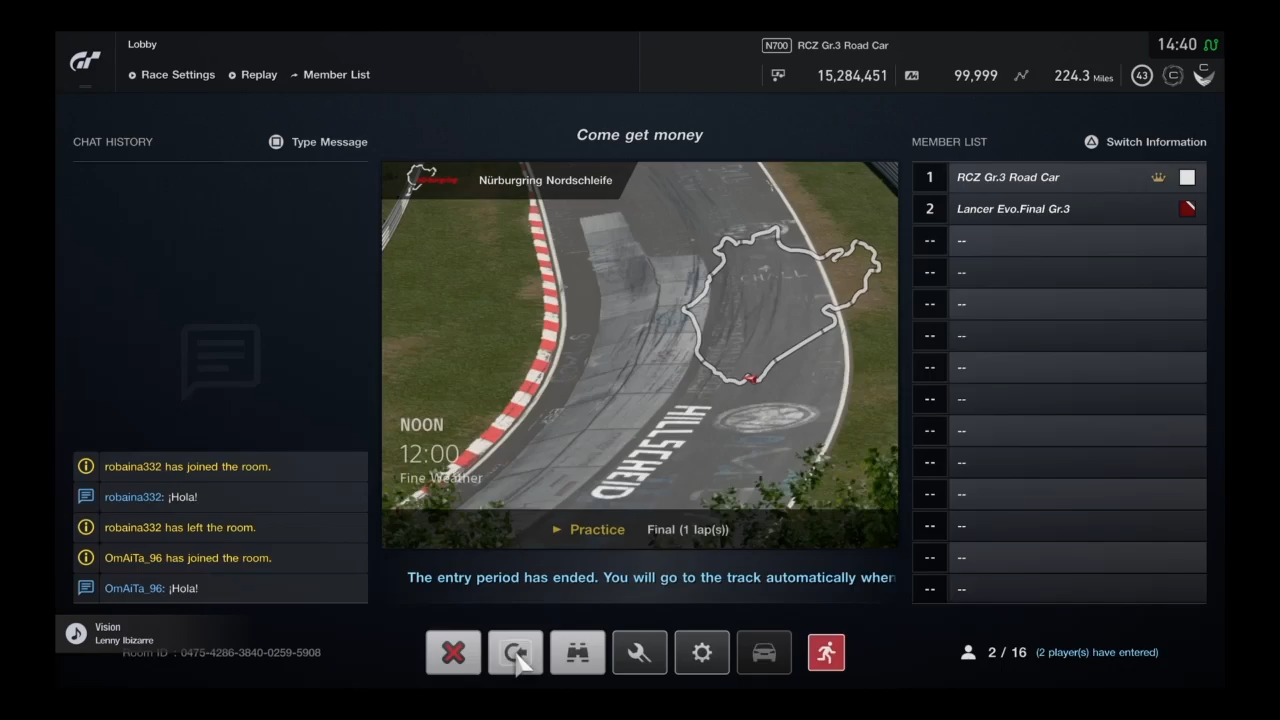 Lobby
N700 RCZ Gr.3 Road Car
14:40
Race Settings Replay Member List
15,284,451 99,999 224.3 Miles 43 C C
CHAT HISTORY Type Message
Come get money
MEMBER LIST Switch Information
Nürburgring Nordschleife
1 RCZ Gr.3 Road Car
2 Lancer Evo.Final Gr.3
-- --
-- --
-- --
-- --
-- --
-- --
-- --
-- --
-- --
-- --
-- --
-- --
HILLSCHEID
NOON
12:00
Fine Weather
Practice Final (1 lap(s))
robaina332 has joined the room.
robaina332: ¡Hola!
robaina332 has left the room.
OmAiTa_96 has joined the room.
OmAiTa_96: ¡Hola!
The entry period has ended. You will go to the track automatically when
Vision
Lenny Ibizarre
Room ID : 0475-4286-3840-0259-5908
2 / 16 (2 player(s) have entered)